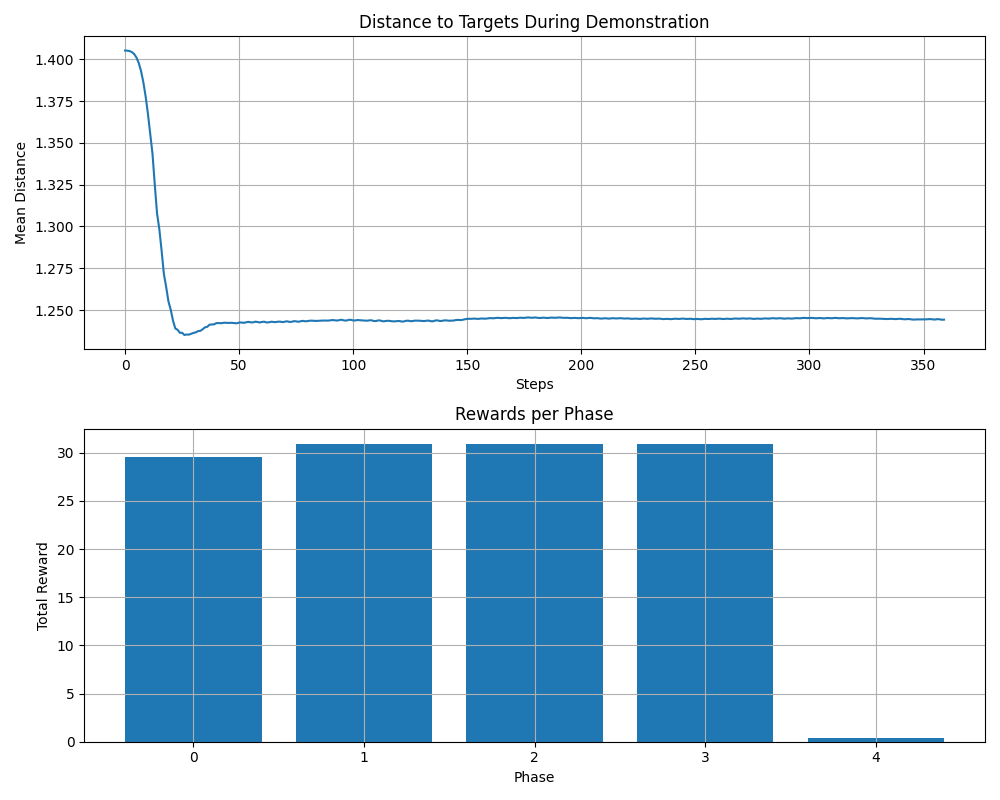 Distance to Targets During Demonstration
Mean Distance
1.400
1.375
1.350
1.325
1.300
1.275
1.250
0 50 100 150 200 250 300 350
Steps
Rewards per Phase
Total Reward
30
25
20
15
10
5
0
0 1 2 3 4
Phase